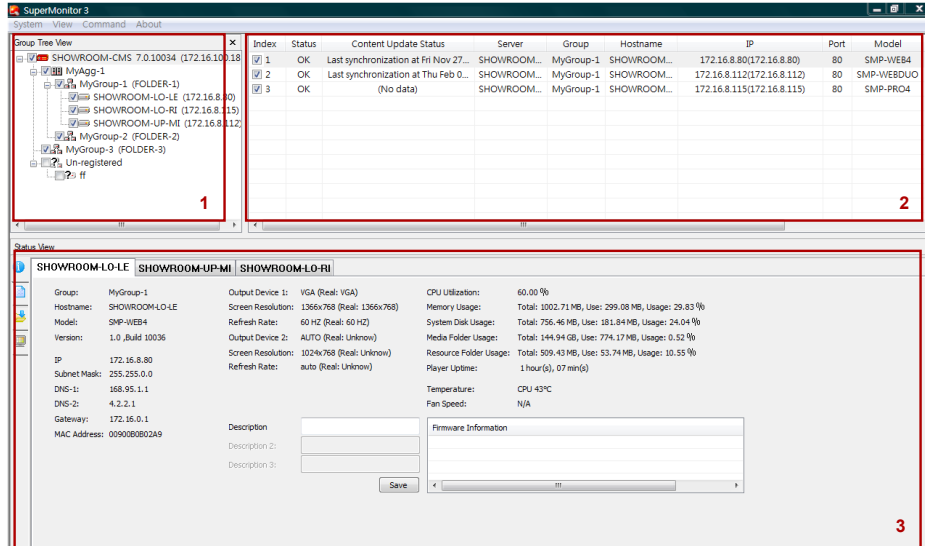 SuperMonitor 3
System View Command About
Group Tree View
SHOWROOM-CMS 7.0.10034 (172.16.100.18
MyAgg-1
MyGroup-1 (FOLDER-1)
SHOWROOM-LO-LE (172.16.8.80)
SHOWROOM-LO-RI (172.16.8.115)
SHOWROOM-UP-MI (172.16.8.112)
MyGroup-2 (FOLDER-2)
MyGroup-3 (FOLDER-3)
Un-registered
ff
1
Index Status Content Update Status Server Group Hostname IP Port Model
1 OK Last synchronization at Fri Nov 27... SHOWROOM... MyGroup-1 SHOWROOM... 172.16.8.80(172.16.8.80) 80 SMP-WEB4
2 OK Last synchronization at Thu Feb 0... SHOWROOM... MyGroup-1 SHOWROOM... 172.16.8.112(172.16.8.112) 80 SMP-WEBDUO
3 OK (No data) SHOWROOM... MyGroup-1 SHOWROOM... 172.16.8.115(172.16.8.115) 80 SMP-PRO4
2
Status View
SHOWROOM-LO-LE SHOWROOM-UP-MI SHOWROOM-LO-RI
Group: MyGroup-1
Hostname: SHOWROOM-LO-LE
Model: SMP-WEB4
Version: 1.0 ,Build 10036
IP 172.16.8.80
Subnet Mask: 255.255.0.0
DNS-1: 168.95.1.1
DNS-2: 4.2.2.1
Gateway: 172.16.0.1
MAC Address: 00900B0B02A9
Output Device 1: VGA (Real: VGA)
Screen Resolution: 1366x768 (Real: 1366x768)
Refresh Rate: 60 HZ (Real: 60 HZ)
Output Device 2: AUTO (Real: Unknow)
Screen Resolution: 1024x768 (Real: Unknow)
Refresh Rate: auto (Real: Unknow)
Description
Description 2:
Description 3:
Save
CPU Utilization: 60.00 %
Memory Usage: Total: 1002.71 MB, Use: 299.08 MB, Usage: 29.83 %
System Disk Usage: Total: 756.46 MB, Use: 181.84 MB, Usage: 24.04 %
Media Folder Usage: Total: 144.94 GB, Use: 774.17 MB, Usage: 0.52 %
Resource Folder Usage: Total: 509.43 MB, Use: 53.74 MB, Usage: 10.55 %
Player Uptime: 1 hour(s), 07 min(s)
Temperature: CPU 43°C
Fan Speed: N/A
Firmware Information
3